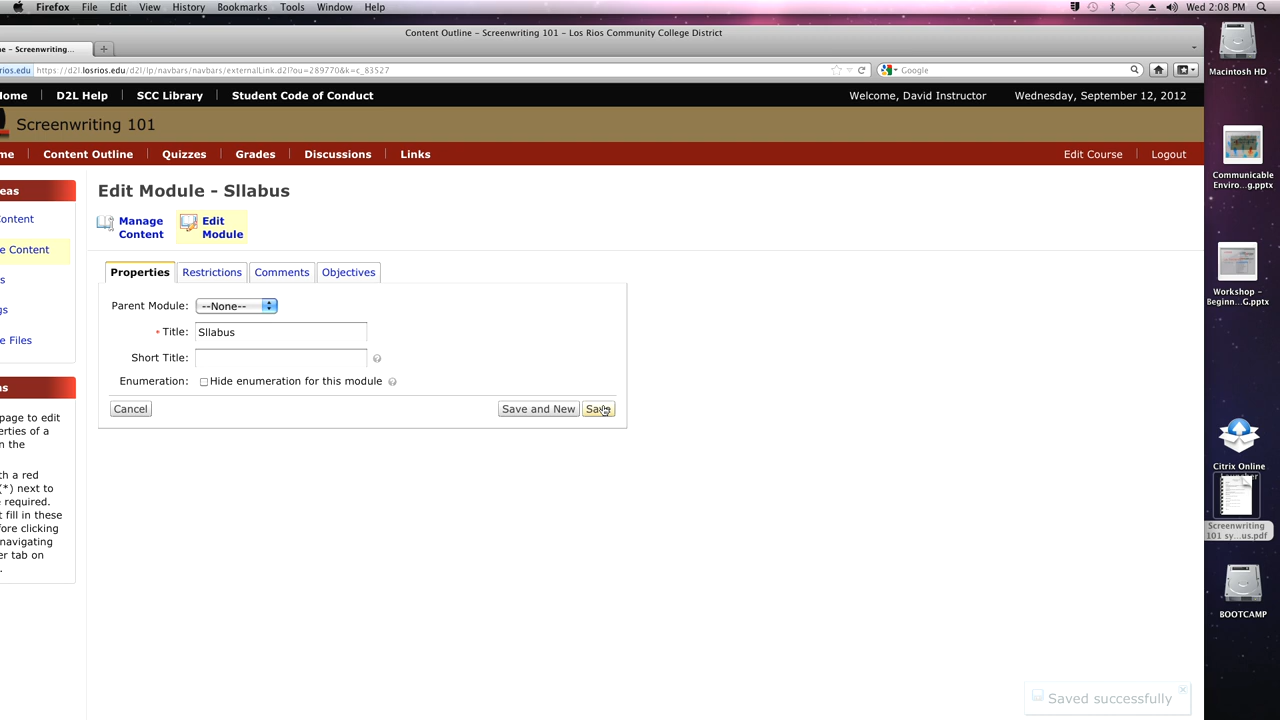 Firefox File Edit View History Bookmarks Tools Window Help Wed 2:08 PM
Content Outline – Screenwriting 101 – Los Rios Community College District
e – Screenwriting...
rios.edu https://d2l.losrios.edu/d2l/lp/navbars/navbars/externalLink.d2l?ou=289770&k=c_83527 Google
Home D2L Help SCC Library Student Code of Conduct Welcome, David Instructor Wednesday, September 12, 2012
Screenwriting 101
me Content Outline Quizzes Grades Discussions Links Edit Course Logout
eas
ontent
e Content
s
gs
e Files
as
page to edit
erties of a
n the
th a red
(*) next to
e required.
t fill in these
fore clicking
navigating
er tab on
.
Edit Module - Sllabus
Manage
Content
Edit
Module
Properties Restrictions Comments Objectives
Parent Module: --None--
* Title: Sllabus
Short Title:
Enumeration: Hide enumeration for this module
Cancel Save and New Save
Saved successfully
Macintosh HD
Communicable
Enviro...g.pptx
Workshop –
Beginn...G.pptx
Citrix Online
Launcher
Screenwriting
101 sy...us.pdf
BOOTCAMP